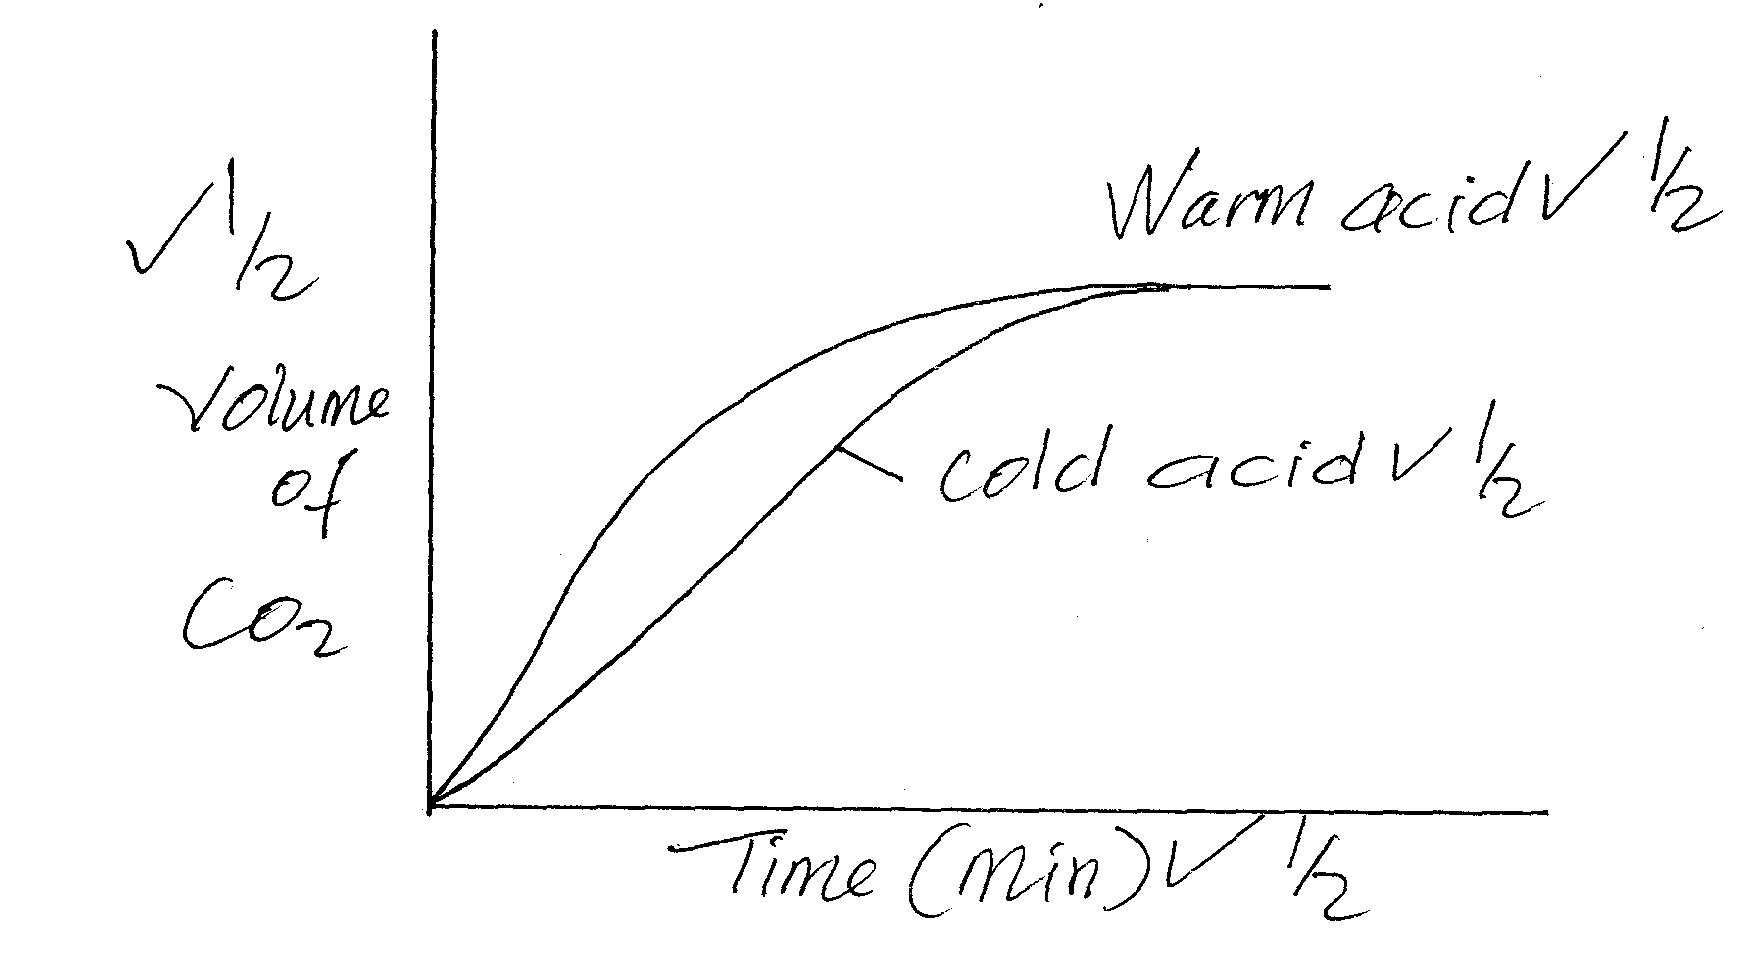 ✓ 1/2
Volume
of
CO2
Warm acid ✓ 1/2
cold acid ✓ 1/2
Time (min) ✓ 1/2